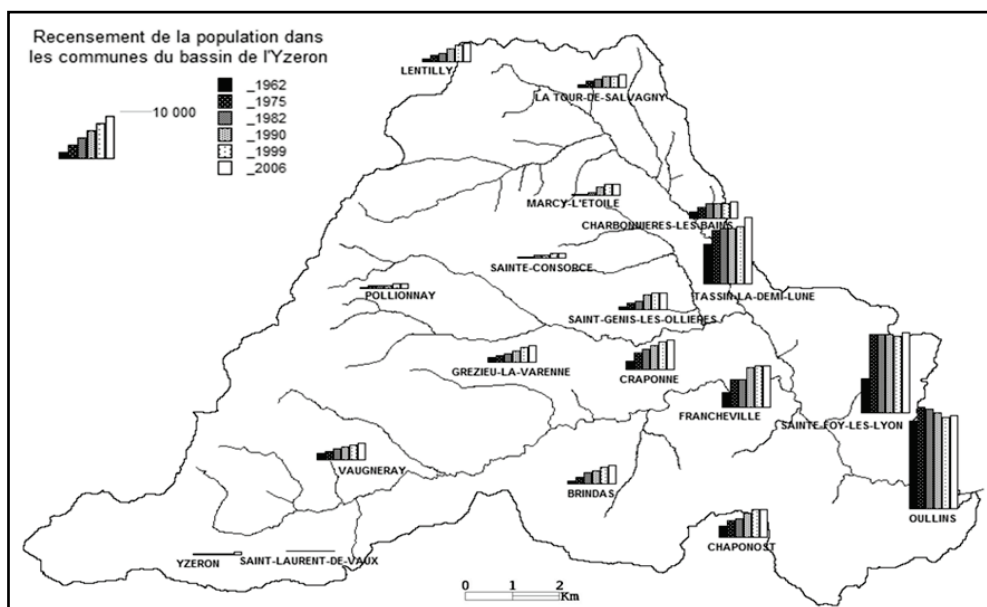 Recensement de la population dans
les communes du bassin de l'Yzeron
10 000
_1962
_1975
_1982
_1990
_1999
_2006
LENTILLY
LA TOUR-DE-SALVAGNY
MARCY-L'ETOILE
CHARBONNIERES-LES-BAINS
SAINTE-CONSORCE
TASSIN-LA-DEMI-LUNE
POLLIONNAY
SAINT-GENIS-LES-OLLIERES
GREZIEU-LA-VARENNE
CRAPONNE
FRANCHEVILLE
SAINTE-FOY-LES-LYON
VAUGNERAY
BRINDAS
OULLINS
CHAPONOST
YZERON
SAINT-LAURENT-DE-VAUX
0 1 2
Km